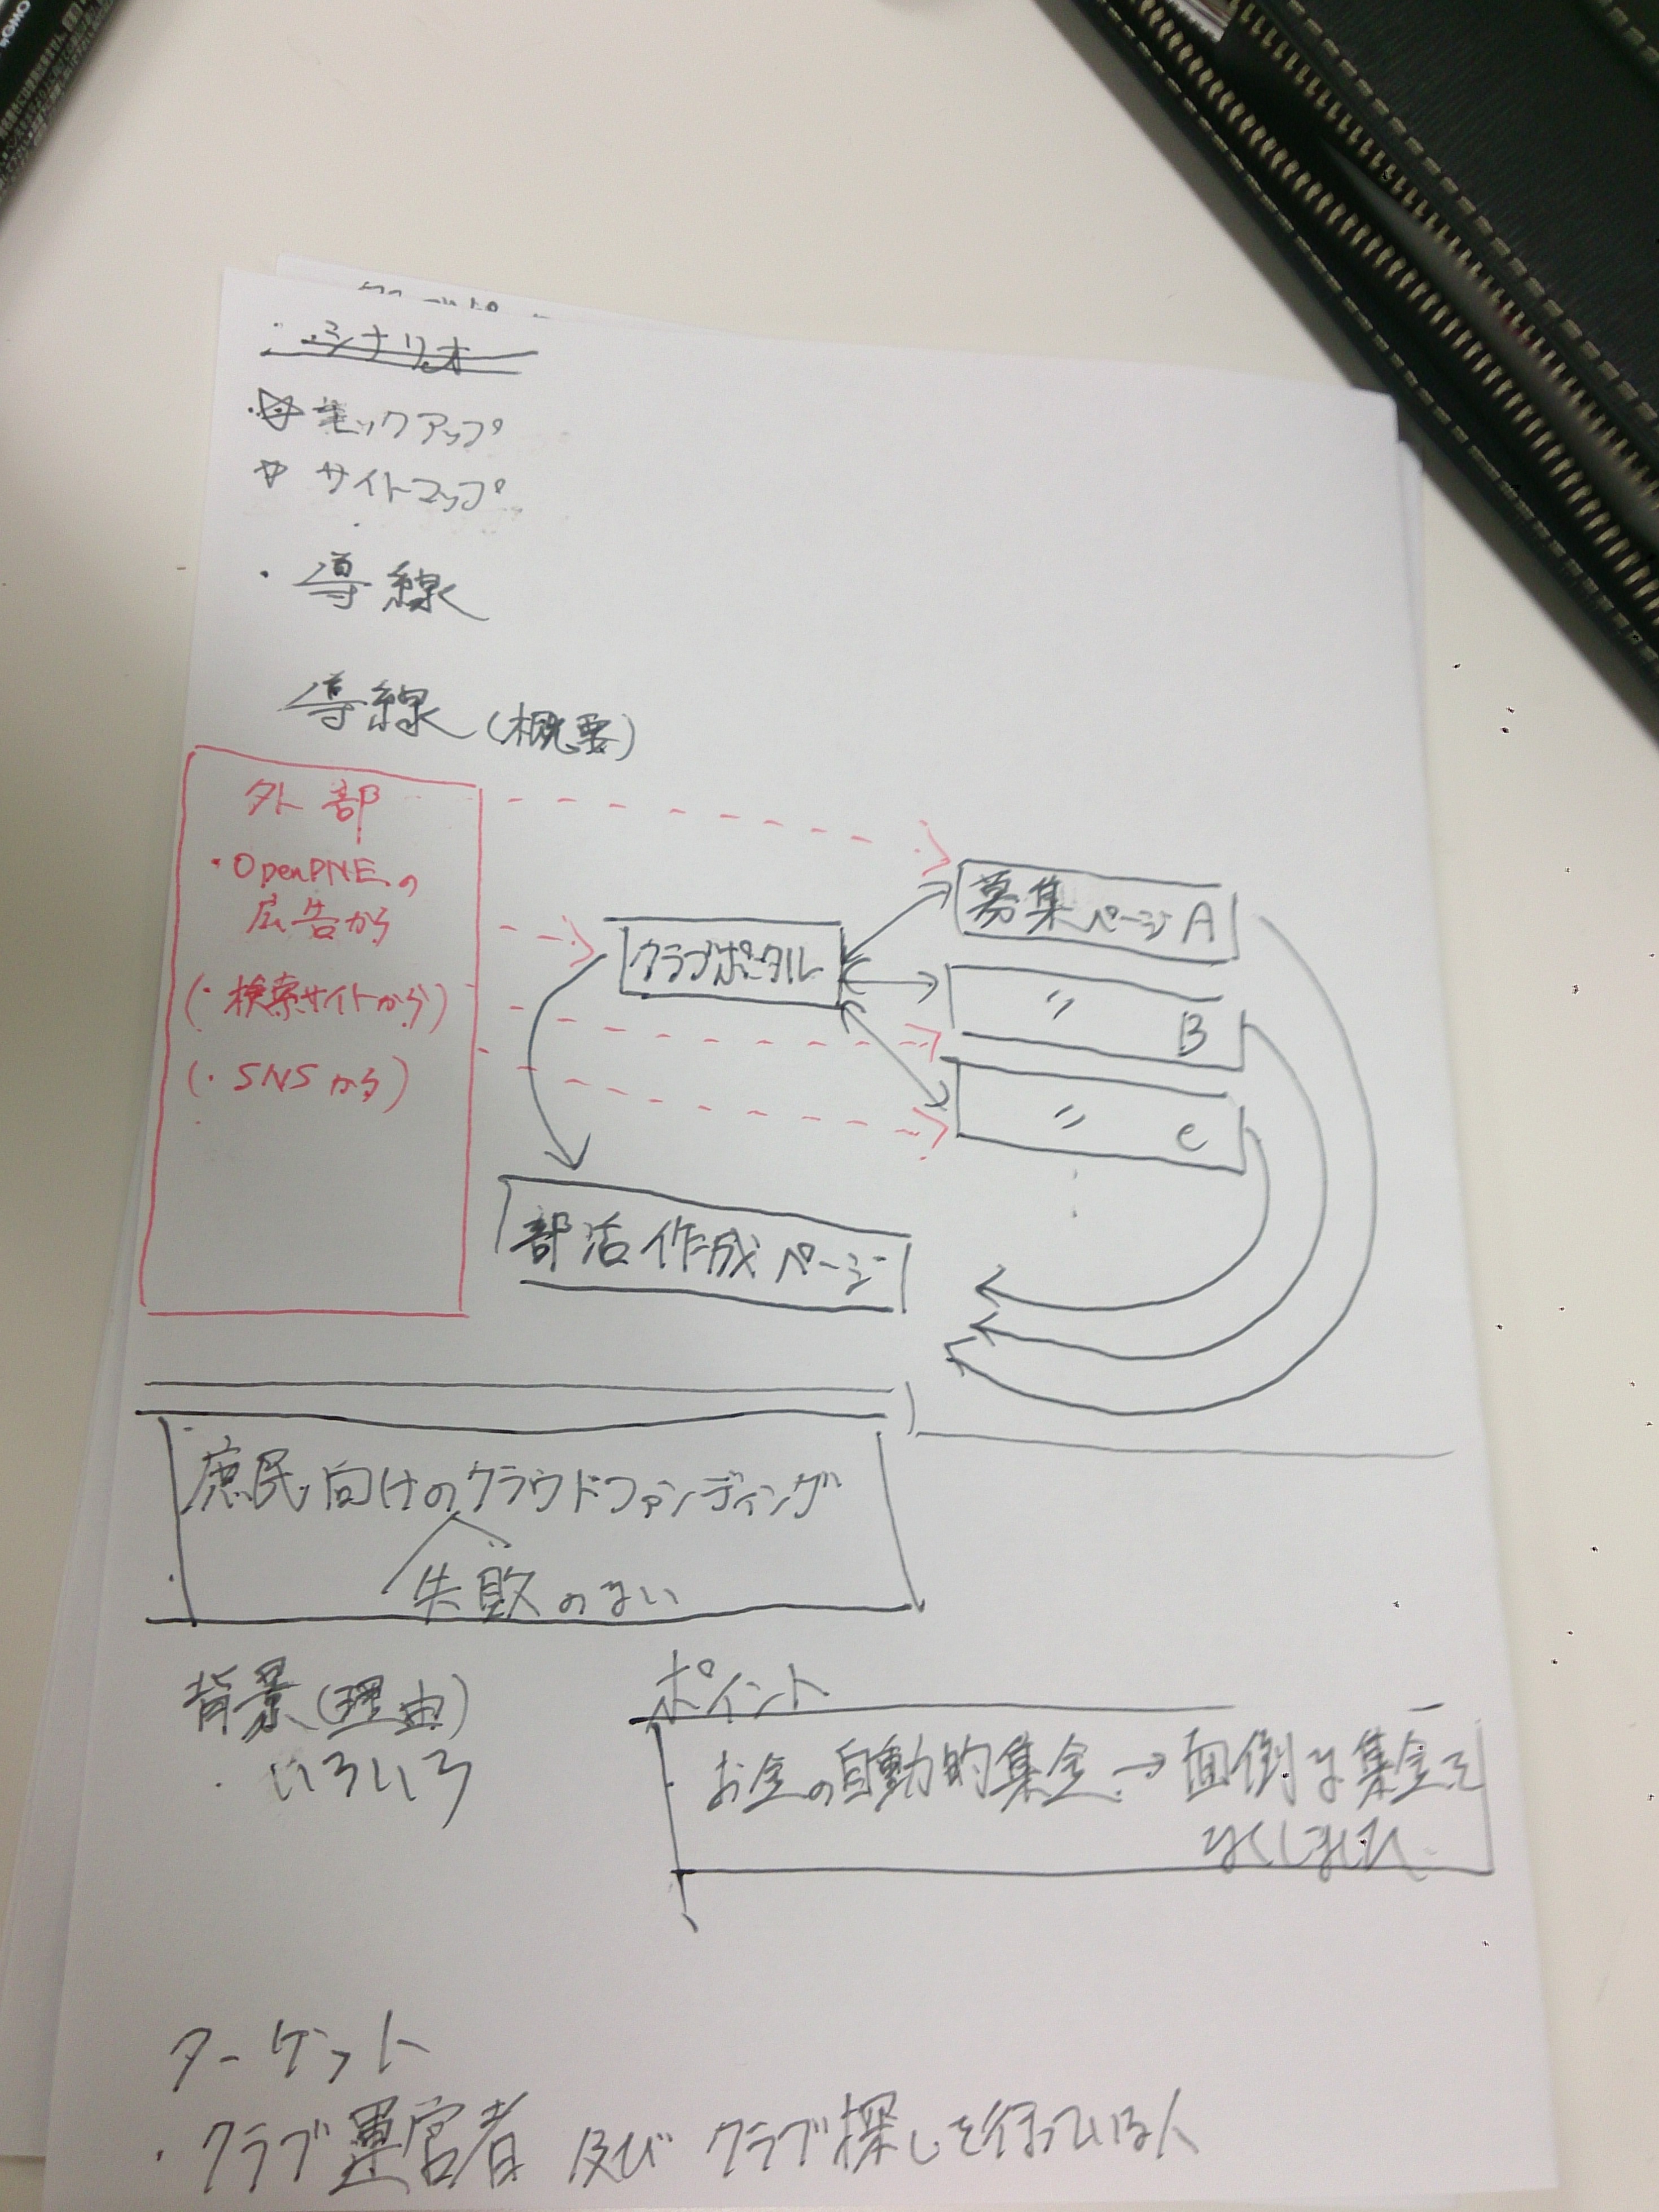 ・シナリオ
モックアップ
サイトマップ
・導線
導線(概要)
外部
・OpenPNEの
広告から
(・検索サイトから)
(・SNSから)
クラブポータル
募集ページA
〃 B
〃 C
部活作成ページ
庶民向けのクラウドファンディング
失敗のない
背景(理由)
・いろいろ
ポイント
・お金の自動的集金→面倒な集金を
なくしました
ターゲット
・クラブ運営者 及び クラブ探しを行っている人